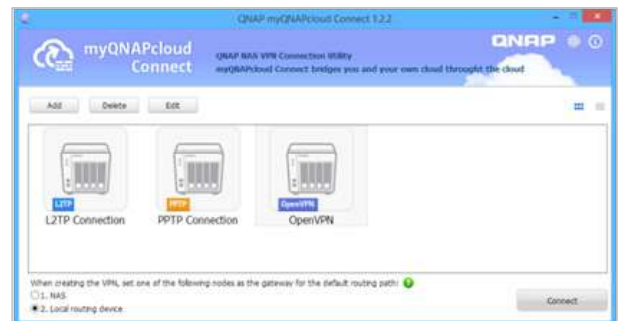 QNAP myQNAPcloud Connect 1.2.2
myQNAPcloud
Connect
QNAP NAS VPN Connection Utility
myQNAPcloud Connect bridges you and your own cloud throught the cloud
QNAP
Add Delete Edit
L2TP PPTP OpenVPN
L2TP Connection PPTP Connection OpenVPN
When creating the VPN, set one of the following nodes as the gateway for the default routing path:
1. NAS
2. Local routing device
Connect